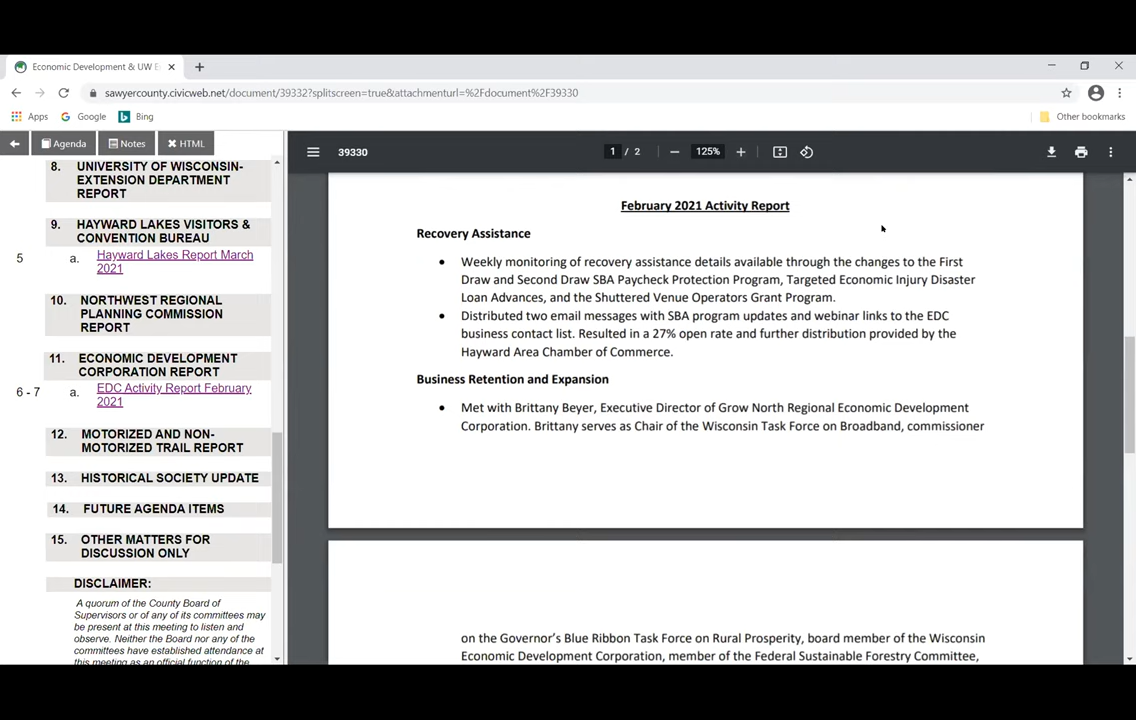 Economic Development & UW E
sawyercounty.civicweb.net/document/39332?splitscreen=true&attachmenturl=%2Fdocument%2F39330
Apps
Google
Bing
Other bookmarks
Agenda
Notes
HTML
39330
1 / 2
125%
8. UNIVERSITY OF WISCONSIN-
EXTENSION DEPARTMENT
REPORT
9. HAYWARD LAKES VISITORS &
CONVENTION BUREAU
5 a. Hayward Lakes Report March
2021
10. NORTHWEST REGIONAL
PLANNING COMMISSION
REPORT
11. ECONOMIC DEVELOPMENT
CORPORATION REPORT
6 - 7 a. EDC Activity Report February
2021
12. MOTORIZED AND NON-
MOTORIZED TRAIL REPORT
13. HISTORICAL SOCIETY UPDATE
14. FUTURE AGENDA ITEMS
15. OTHER MATTERS FOR
DISCUSSION ONLY
DISCLAIMER:
A quorum of the County Board of
Supervisors or of any of its committees may
be present at this meeting to listen and
observe. Neither the Board nor any of the
committees have established attendance at
this meeting as an official function of the
February 2021 Activity Report
Recovery Assistance
• Weekly monitoring of recovery assistance details available through the changes to the First
Draw and Second Draw SBA Paycheck Protection Program, Targeted Economic Injury Disaster
Loan Advances, and the Shuttered Venue Operators Grant Program.
• Distributed two email messages with SBA program updates and webinar links to the EDC
business contact list. Resulted in a 27% open rate and further distribution provided by the
Hayward Area Chamber of Commerce.
Business Retention and Expansion
• Met with Brittany Beyer, Executive Director of Grow North Regional Economic Development
Corporation. Brittany serves as Chair of the Wisconsin Task Force on Broadband, commissioner
on the Governor's Blue Ribbon Task Force on Rural Prosperity, board member of the Wisconsin
Economic Development Corporation, member of the Federal Sustainable Forestry Committee,